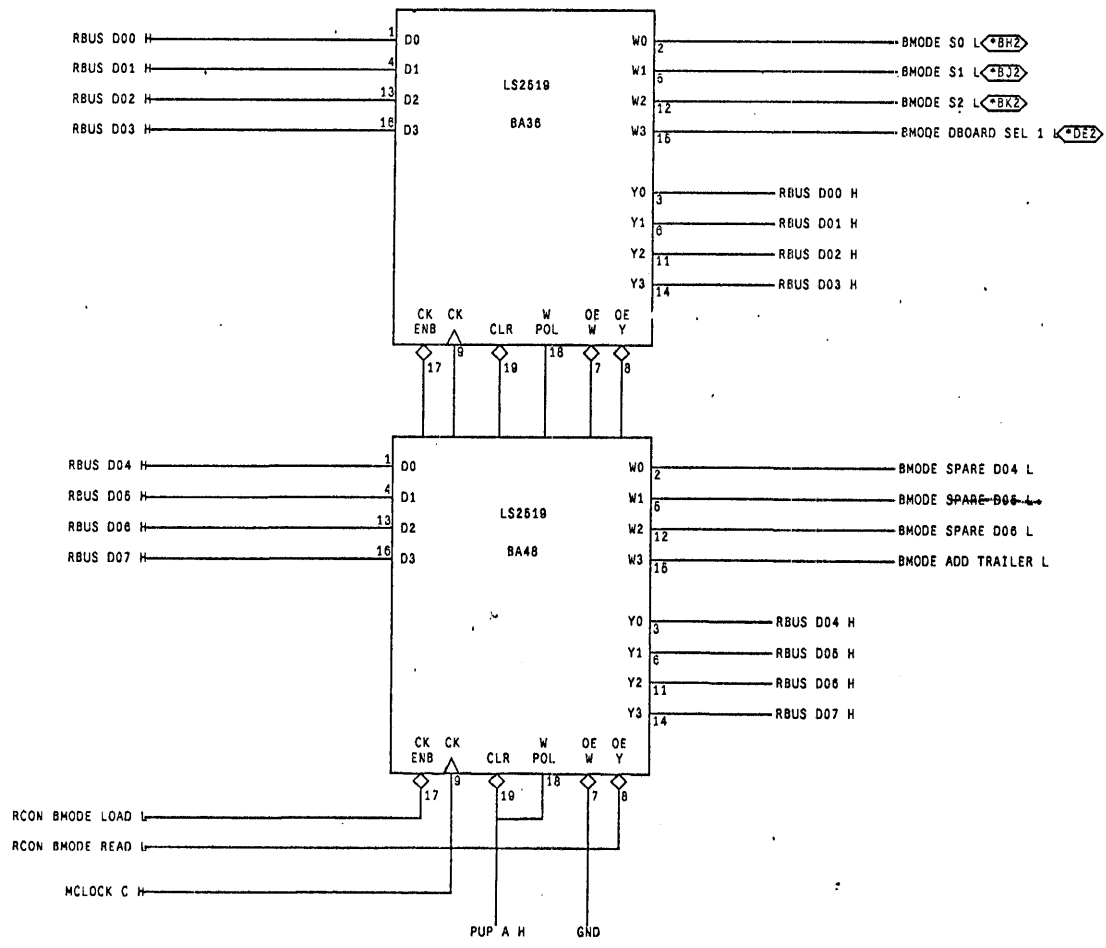 RBUS D00 H 1 D0 W0 2 BMODE S0 L *BH2
RBUS D01 H 4 D1 W1 5 BMODE S1 L *BJ2
RBUS D02 H 13 D2 LS2519 W2 12 BMODE S2 L *BK2
RBUS D03 H 16 D3 BA36 W3 15 BMODE DBOARD SEL 1 L *DE2
Y0 3 RBUS D00 H
Y1 6 RBUS D01 H
Y2 11 RBUS D02 H
Y3 14 RBUS D03 H
CK CK W OE OE
ENB CLR POL W Y
17 9 19 18 7 8
RBUS D04 H 1 D0 W0 2 BMODE SPARE D04 L
RBUS D05 H 4 D1 W1 5 BMODE SPARE D05 L
RBUS D06 H 13 D2 LS2519 W2 12 BMODE SPARE D06 L
RBUS D07 H 16 D3 BA48 W3 15 BMODE ADD TRAILER L
Y0 3 RBUS D04 H
Y1 6 RBUS D05 H
Y2 11 RBUS D06 H
Y3 14 RBUS D07 H
CK CK W OE OE
ENB CLR POL W Y
17 9 19 18 7 8
RCON BMODE LOAD L
RCON BMODE READ L
MCLOCK C H
PUP A H GND